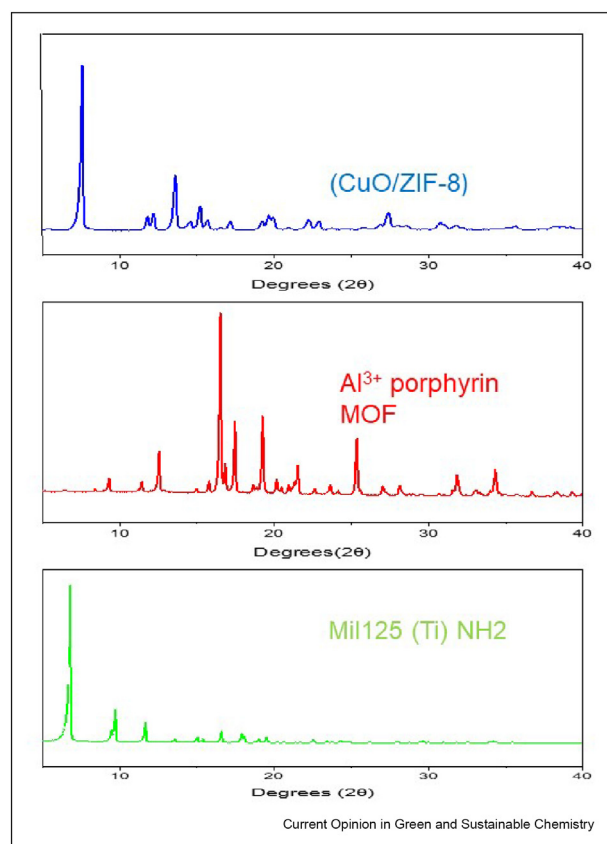 (CuO/ZIF-8)
10 20 30 40
Degrees (2θ)
Al³⁺ porphyrin
MOF
10 20 30 40
Degrees(2θ)
Mil125 (Ti) NH2
10 20 30 40
Degrees (2θ)
Current Opinion in Green and Sustainable Chemistry